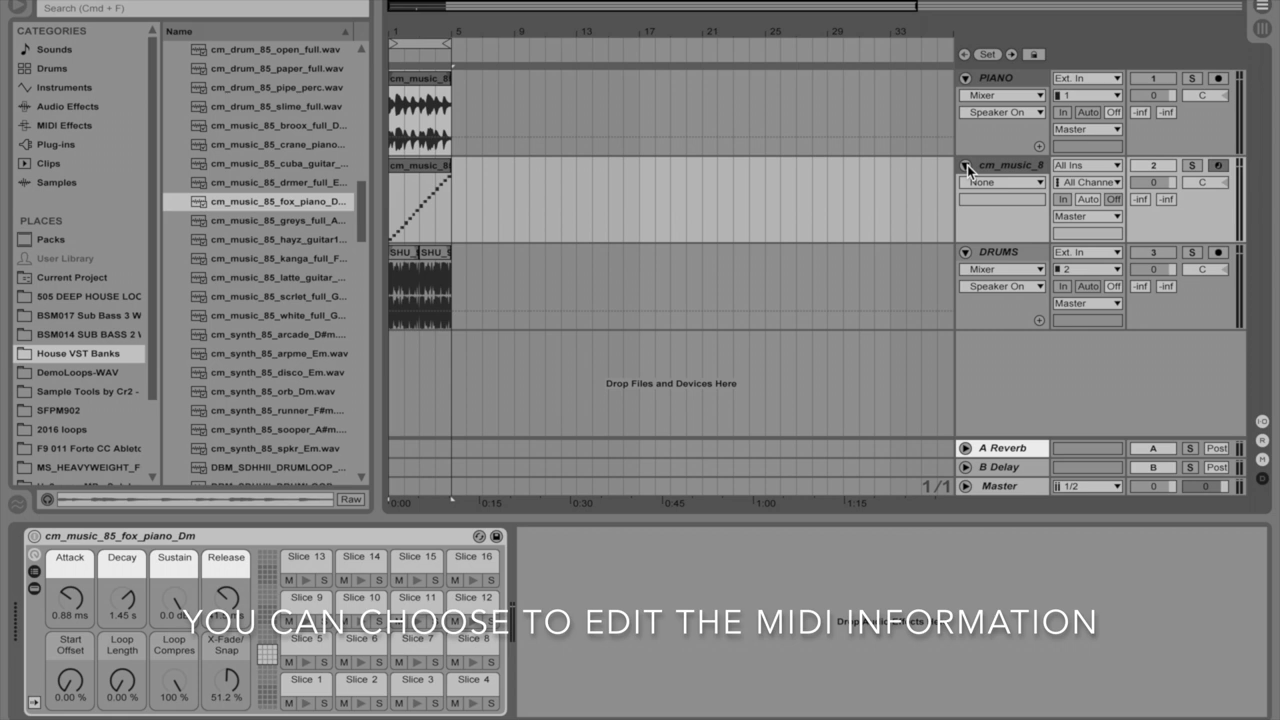 Search (Cmd + F)
CATEGORIES
Sounds
Drums
Instruments
Audio Effects
MIDI Effects
Plug-ins
Clips
Samples
PLACES
Packs
User Library
Current Project
505 DEEP HOUSE LOC
BSM017 Sub Bass 3 W
BSM014 SUB BASS 2 \
House VST Banks
DemoLoops-WAV
Sample Tools by Cr2 -
SFPM902
2016 loops
F9 011 Forte CC Abletc
MS_HEAVYWEIGHT_F
Name
cm_drum_85_open_full.wav
cm_drum_85_paper_full.wav
cm_drum_85_pipe_perc.wav
cm_drum_85_slime_full.wav
cm_music_85_broox_full_D...
cm_music_85_crane_piano...
cm_music_85_cuba_guitar_...
cm_music_85_drmer_full_E...
cm_music_85_fox_piano_D...
cm_music_85_greys_full_A...
cm_music_85_hayz_guitar1...
cm_music_85_kanga_full_F...
cm_music_85_latte_guitar_...
cm_music_85_scrlet_full_G...
cm_music_85_white_full_G...
cm_synth_85_arcade_D#m....
cm_synth_85_arpme_Em.wav
cm_synth_85_disco_Em.wav
cm_synth_85_orb_Dm.wav
cm_synth_85_runner_F#m....
cm_synth_85_sooper_A#m....
cm_synth_85_spkr_Em.wav
DBM_SDHHII_DRUMLOOP_...
Raw
1 5 9 13 17 21 25 29 33
Set
cm_music_8
PIANO Ext. In 1 S
Mixer 1 0 C
Speaker On In Auto Off -inf -inf
Master
cm_music_8
cm_music_8 All Ins 2 S
None All Channe 0 C
In Auto Off -inf -inf
Master
SHU_ SHU_
DRUMS Ext. In 3 S
Mixer 2 0 C
Speaker On In Auto Off -inf -inf
Master
Drop Files and Devices Here
A Reverb A S Post
B Delay B S Post
1/1
Master 1/2 0 0
0:00 0:15 0:30 0:45 1:00 1:15
cm_music_85_fox_piano_Dm
Attack Decay Sustain Release
0.88 ms 1.45 s
Start Offset Loop Length Loop Compres X-Fade/ Snap
0.00 % 0.00 % 100 % 51.2 %
Slice 13 Slice 14 Slice 15 Slice 16
M S M S M S M S
Slice 9 Slice 10 Slice 11 Slice 12
Slice 5 Slice 6 Slice 7 Slice 8
M S M S M S M S
Slice 1 Slice 2 Slice 3 Slice 4
M S M S M S M S
YOU CAN CHOOSE TO EDIT THE MIDI INFORMATION